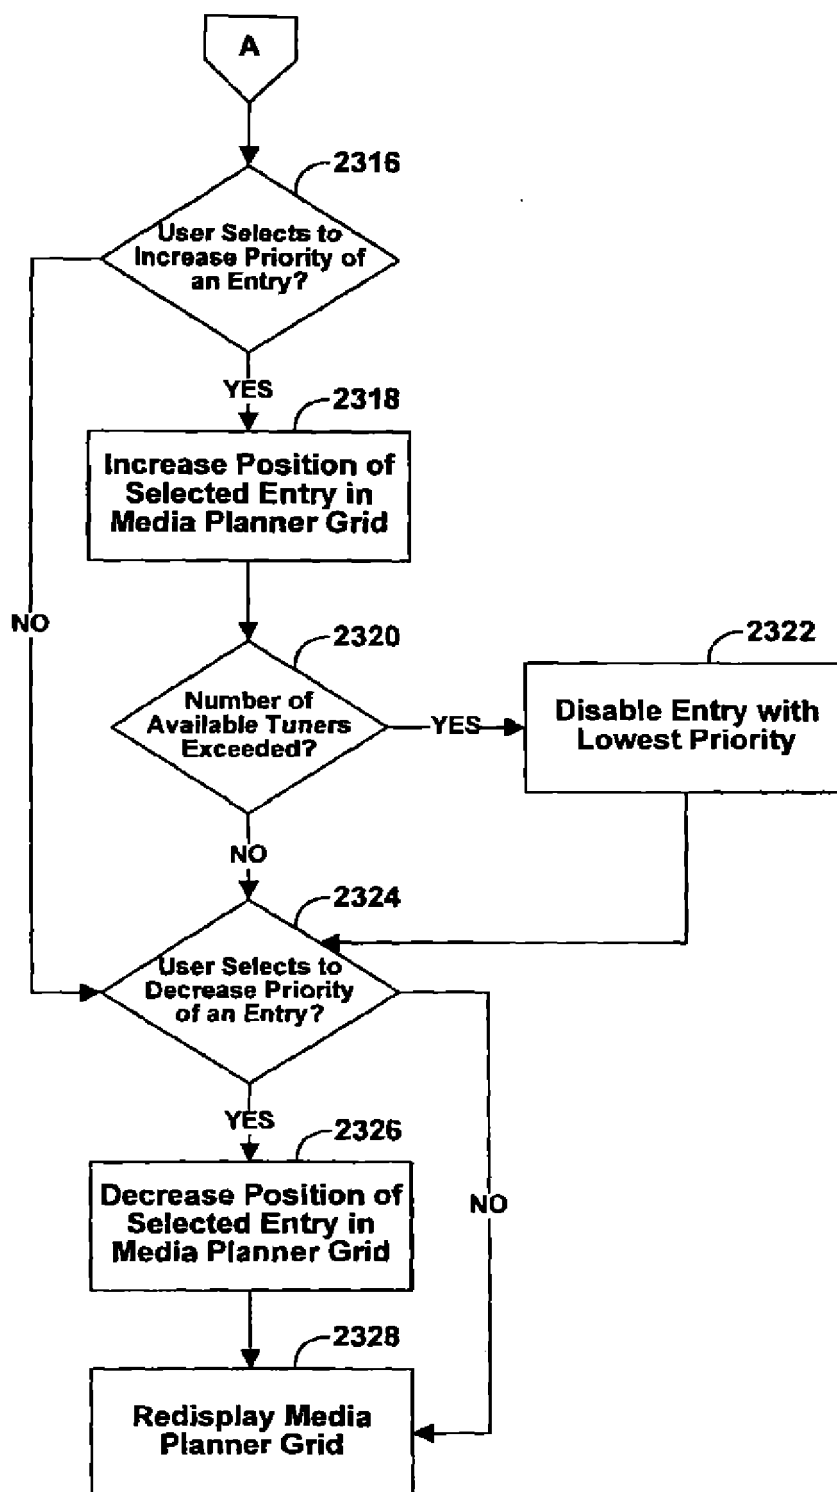 A
2316
User Selects to
Increase Priority of
an Entry?
YES
2318
Increase Position of
Selected Entry in
Media Planner Grid
NO
2320
Number of
Available Tuners
Exceeded?
YES
2322
Disable Entry with
Lowest Priority
NO
2324
User Selects to
Decrease Priority
of an Entry?
YES
2326
Decrease Position of
Selected Entry in
Media Planner Grid
NO
2328
Redisplay Media
Planner Grid